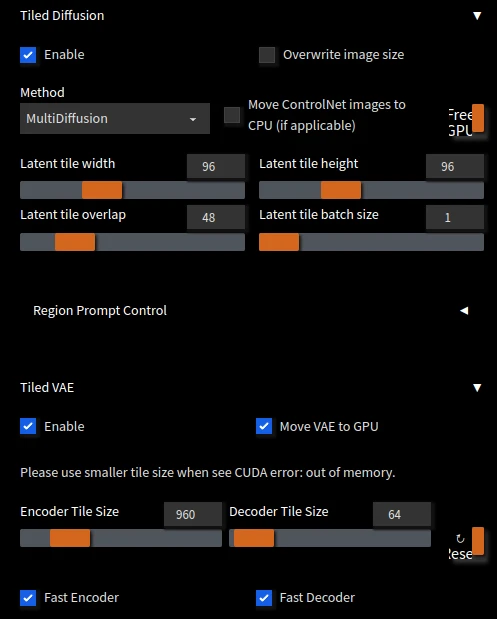 Tiled Diffusion
Enable
Overwrite image size
Method
MultiDiffusion
Move ControlNet images to
CPU (if applicable)
Free
GPU
Latent tile width
96
Latent tile height
96
Latent tile overlap
48
Latent tile batch size
1
Region Prompt Control
Tiled VAE
Enable
Move VAE to GPU
Please use smaller tile size when see CUDA error: out of memory.
Encoder Tile Size
960
Decoder Tile Size
64
Fast Encoder
Fast Decoder